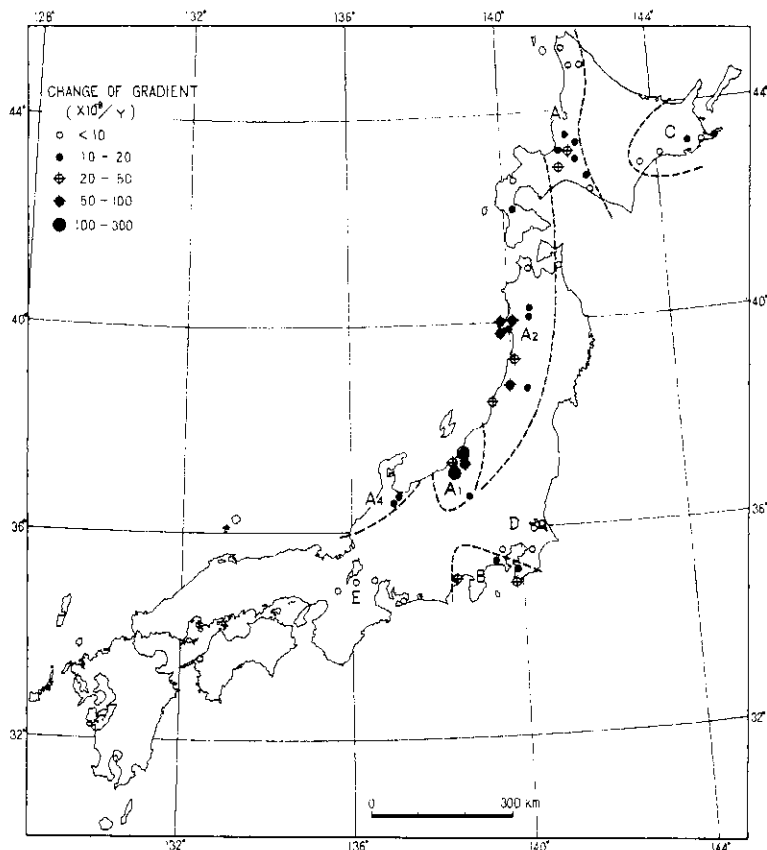 128° 132° 136° 140° 144°
44° 44°
CHANGE OF GRADIENT
(×10⁻⁹/Y)
<10
10 - 20
20 - 50
50 - 100
100 - 300
A₃
C
40° 40°
A₂
A₁
A₄
36° 36°
D
B
E
32° 32°
0 300 km
132° 136° 140° 144°